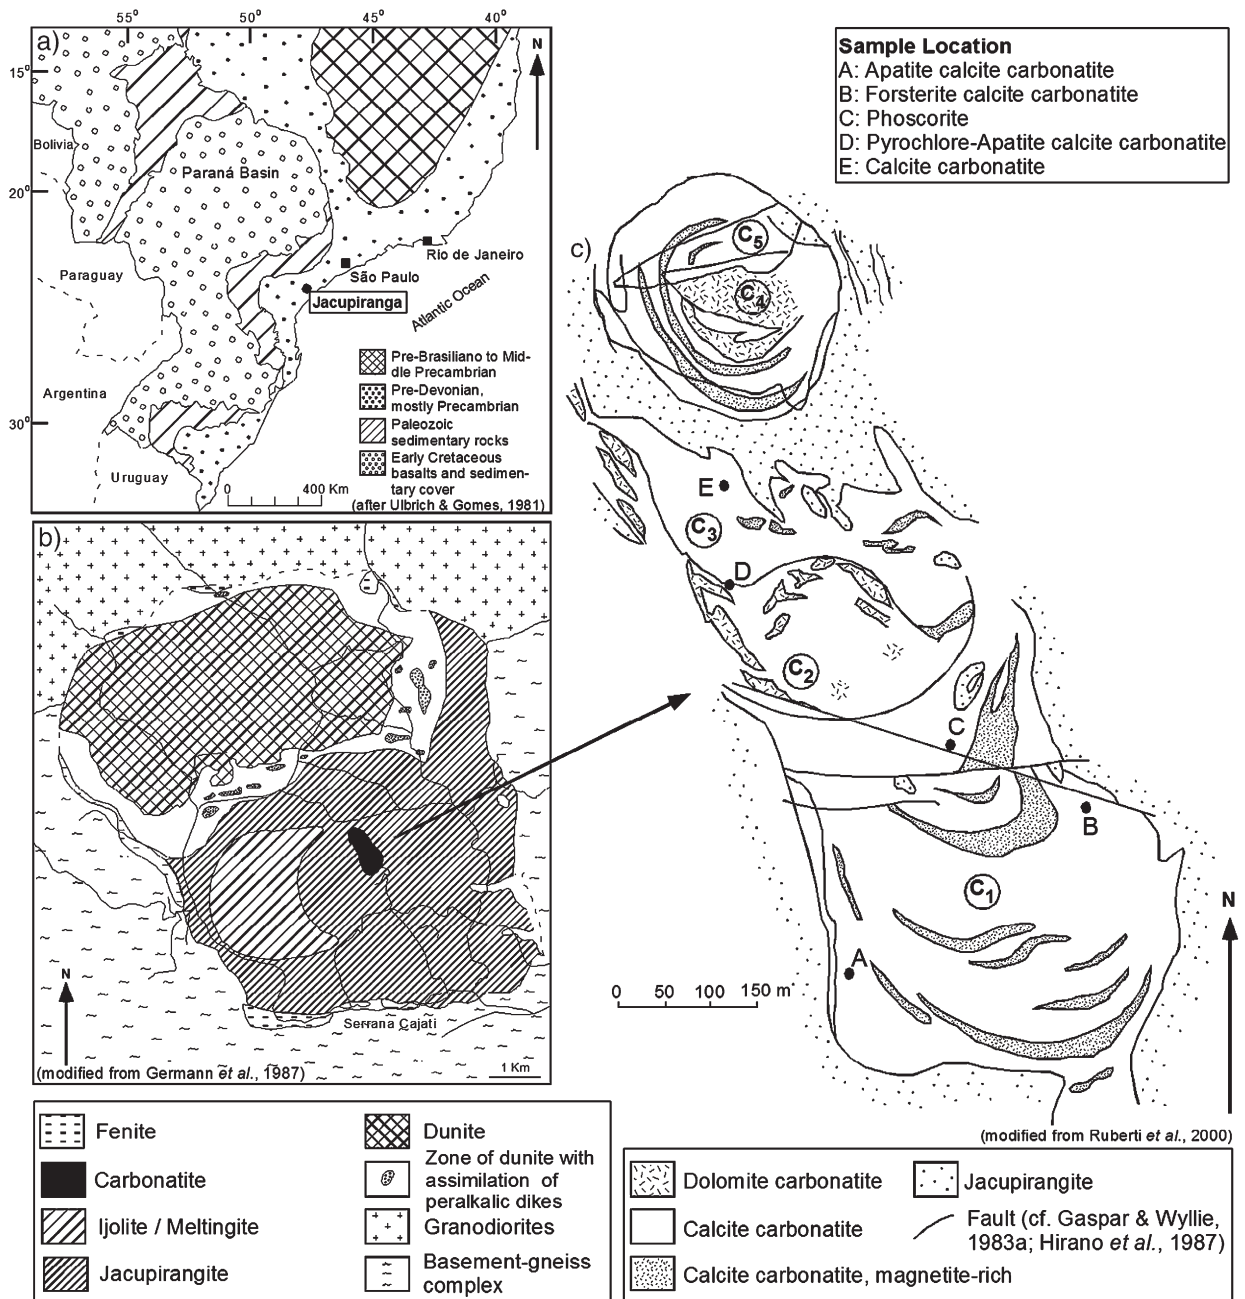 55°
50°
45°
40°
a)
N
15°
20°
30°
Bolivia
Paraná Basin
Rio de Janeiro
São Paulo
Paraguay
Jacupiranga
Atlantic Ocean
Argentina
Uruguay
Pre-Brasiliano to Mid-
dle Precambrian
Pre-Devonian,
mostly Precambrian
Paleozoic
sedimentary rocks
Early Cretaceous
basalts and sedimen-
tary cover
0 400 Km
(after Ulbrich & Gomes, 1981)
b)
N
Serrana Cajati
(modified from Germann et al., 1987)
1 Km
Fenite
Carbonatite
Ijolite / Meltingite
Jacupirangite
Dunite
Zone of dunite with
assimilation of
peralkalic dikes
Granodiorites
Basement-gneiss
complex
Sample Location
A: Apatite calcite carbonatite
B: Forsterite calcite carbonatite
C: Phoscorite
D: Pyrochlore-Apatite calcite carbonatite
E: Calcite carbonatite
c)
C5
C4
E
C3
D
C2
C
B
C1
A
N
0 50 100 150 m
(modified from Ruberti et al., 2000)
Dolomite carbonatite
Calcite carbonatite
Calcite carbonatite, magnetite-rich
Jacupirangite
Fault (cf. Gaspar & Wyllie,
1983a; Hirano et al., 1987)